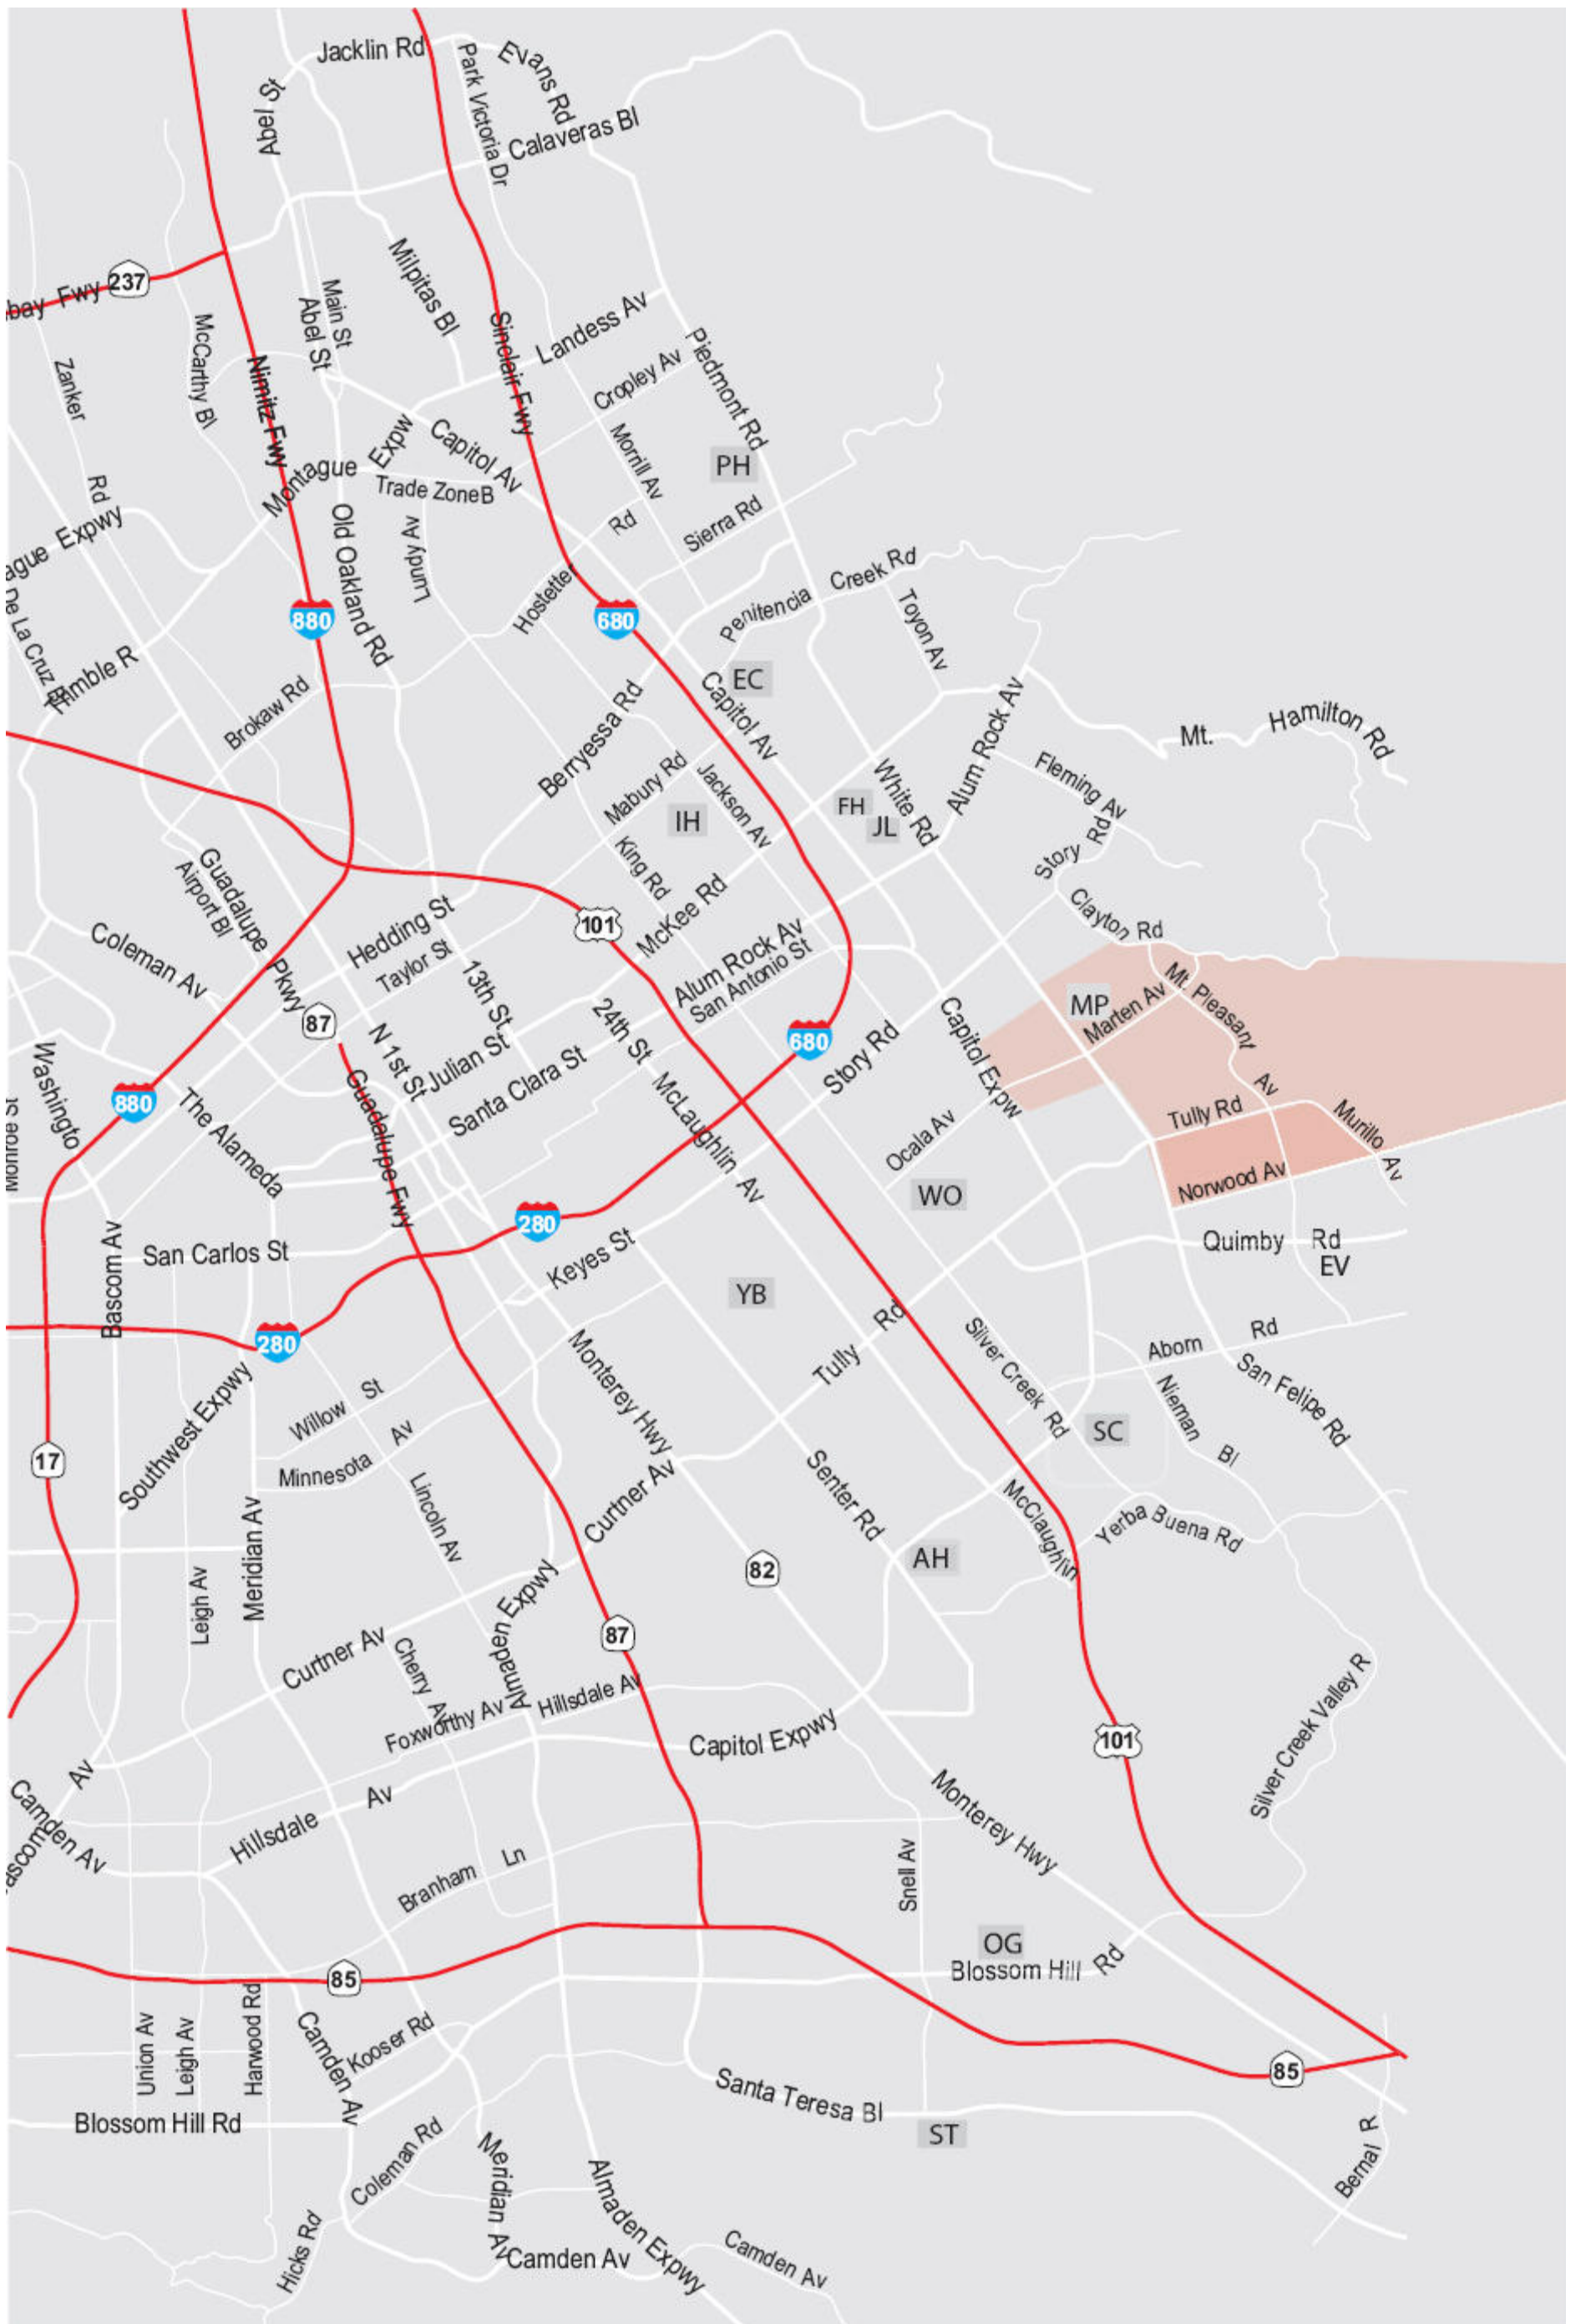 Jacklin Rd
Evans Rd
Park Victoria Dr
Abel St
Calaveras Bl
237
bay Fwy
Milpitas Bl
Main St
Abel St
McCarthy Bl
Zanker
Rd
Nimitz Fwy
Sinclair Fwy
Landess Av
Cropley Av
Piedmont Rd
Capitol Av
Morrill Av
PH
Montague Expw
Trade Zone B
Sierra Rd
Hostetter Rd
Old Oakland Rd
Lundy Av
ague Expwy
De La Cruz B
Trimble R
880
680
Penitencia Creek Rd
Toyon Av
EC
Capitol Av
Brokaw Rd
Berryessa Rd
Mabury Rd
Jackson Av
IH
King Rd
FH
JL
White Rd
Alum Rock Av
Mt. Hamilton Rd
Fleming Av
Story Rd
Clayton Rd
Guadalupe Pkwy
Airport Bl
Coleman Av
Hedding St
Taylor St
13th St
101
McKee Rd
Alum Rock Av
San Antonio St
24th St
87
N 1st St
Julian St
Santa Clara St
680
Story Rd
Capitol Expw
MP
Marten Av
Mt. Pleasant Av
Tully Rd
Murillo Av
Norwood Av
Quimby Rd
EV
Washingto
Monroe St
880
The Alameda
Guadalupe Fwy
McLaughlin Av
Ocala Av
WO
280
San Carlos St
Bascom Av
Keyes St
YB
280
Southwest Expwy
Willow St
Minnesota Av
Monterey Hwy
Tully Rd
Silver Creek Rd
Aborn Rd
San Felipe Rd
Nieman Bl
SC
17
Meridian Av
Leigh Av
Lincoln Av
Curtner Av
Senter Rd
McClaughlin
Yerba Buena Rd
AH
82
Almaden Expwy
87
Curtner Av
Cherry Av
Foxworthy Av
Hillsdale Av
Capitol Expwy
101
Silver Creek Valley R
Camden Av
ascom Av
Hillsdale Av
Branham Ln
Monterey Hwy
Snell Av
OG
Blossom Hill Rd
85
Union Av
Leigh Av
Harwood Rd
Camden Av
Kooser Rd
85
Santa Teresa Bl
Blossom Hill Rd
ST
Coleman Rd
Meridian Av
Bernal R
Hicks Rd
Camden Av
Almaden Expwy
Camden Av